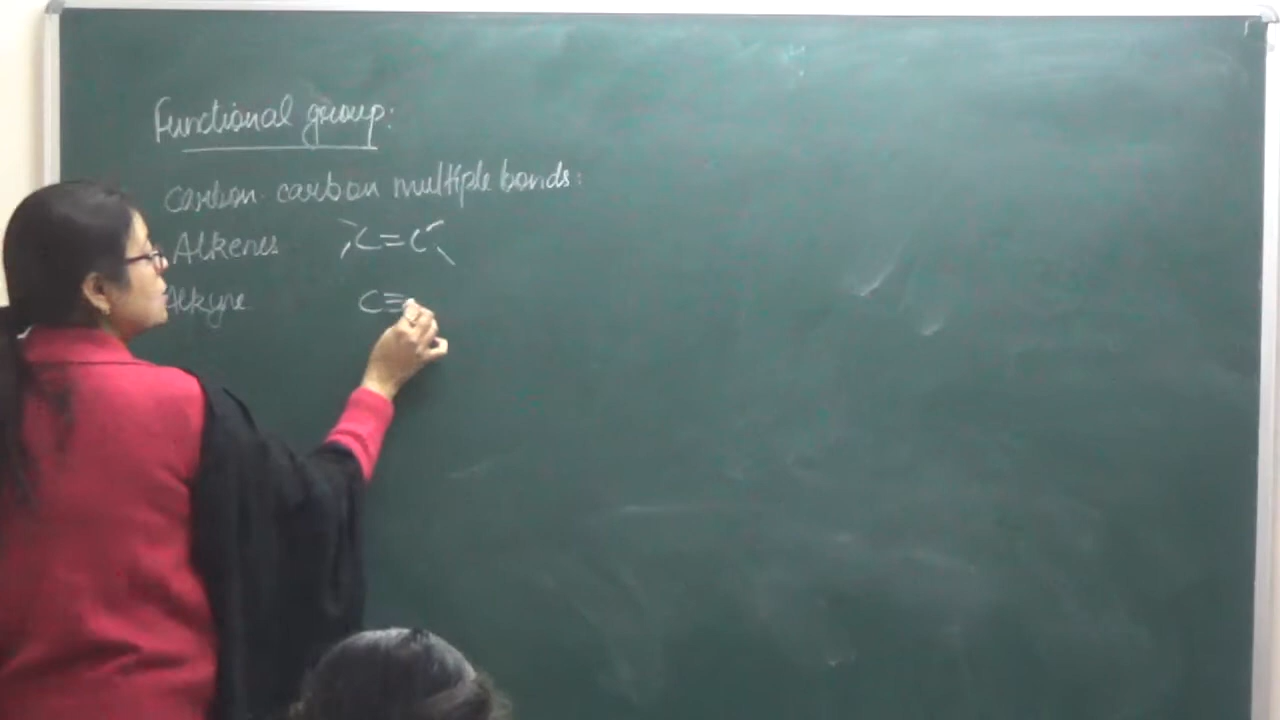 Functional group:
Carbon-carbon multiple bonds:
Alkenes C=C
Alkyne C≡